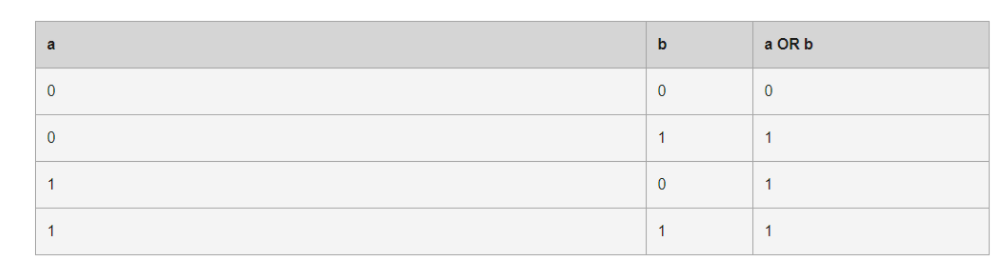 a b a OR b
0 0 0
0 1 1
1 0 1
1 1 1